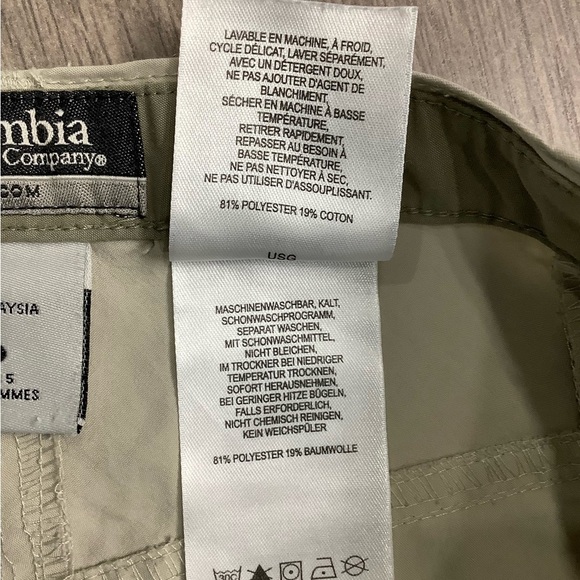 LAVABLE EN MACHINE, À FROID,
CYCLE DÉLICAT, LAVER SÉPARÉMENT,
AVEC UN DÉTERGENT DOUX,
NE PAS AJOUTER D'AGENT DE
BLANCHIMENT,
SÉCHER EN MACHINE À BASSE
TEMPÉRATURE,
RETIRER RAPIDEMENT,
REPASSER AU BESOIN À
BASSE TEMPÉRATURE,
NE PAS NETTOYER À SEC,
NE PAS UTILISER D'ASSOUPLISSANT.
81% POLYESTER 19% COTON
USG
MASCHINENWASCHBAR, KALT,
SCHONWASCHPROGRAMM,
SEPARAT WASCHEN,
MIT SCHONWASCHMITTEL,
NICHT BLEICHEN,
IM TROCKNER BEI NIEDRIGER
TEMPERATUR TROCKNEN,
SOFORT HERAUSNEHMEN,
BEI GERINGER HITZE BÜGELN,
FALLS ERFORDERLICH,
NICHT CHEMISCH REINIGEN,
KEIN WEICHSPÜLER
81% POLYESTER 19% BAUMWOLLE
30C
mbia
Company®
COM
AYSIA
5
MMES